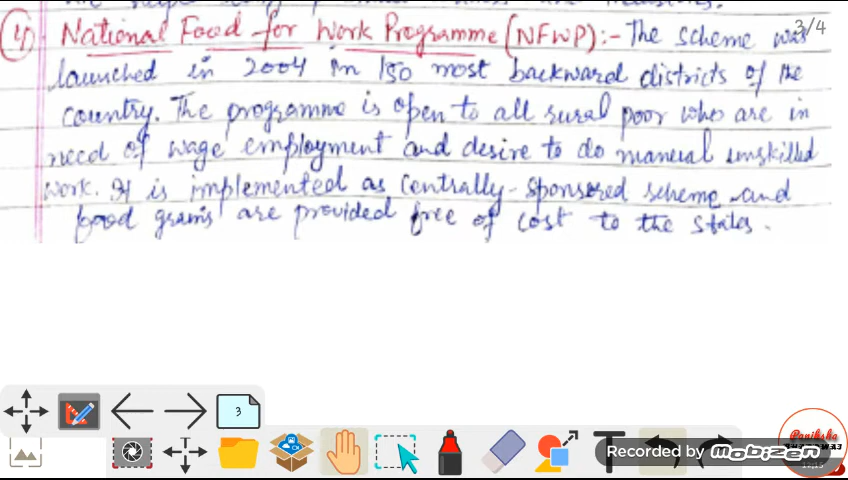 3/4
(4) National Food for Work Programme (NFWP):- The scheme was
launched in 2004 in 150 most backward districts of the
country. The programme is open to all rural poor who are in
need of wage employment and desire to do manual unskilled
work. It is implemented as centrally-sponsored scheme and
food grains are provided free of cost to the states.
3
T
Recorded by mobizen